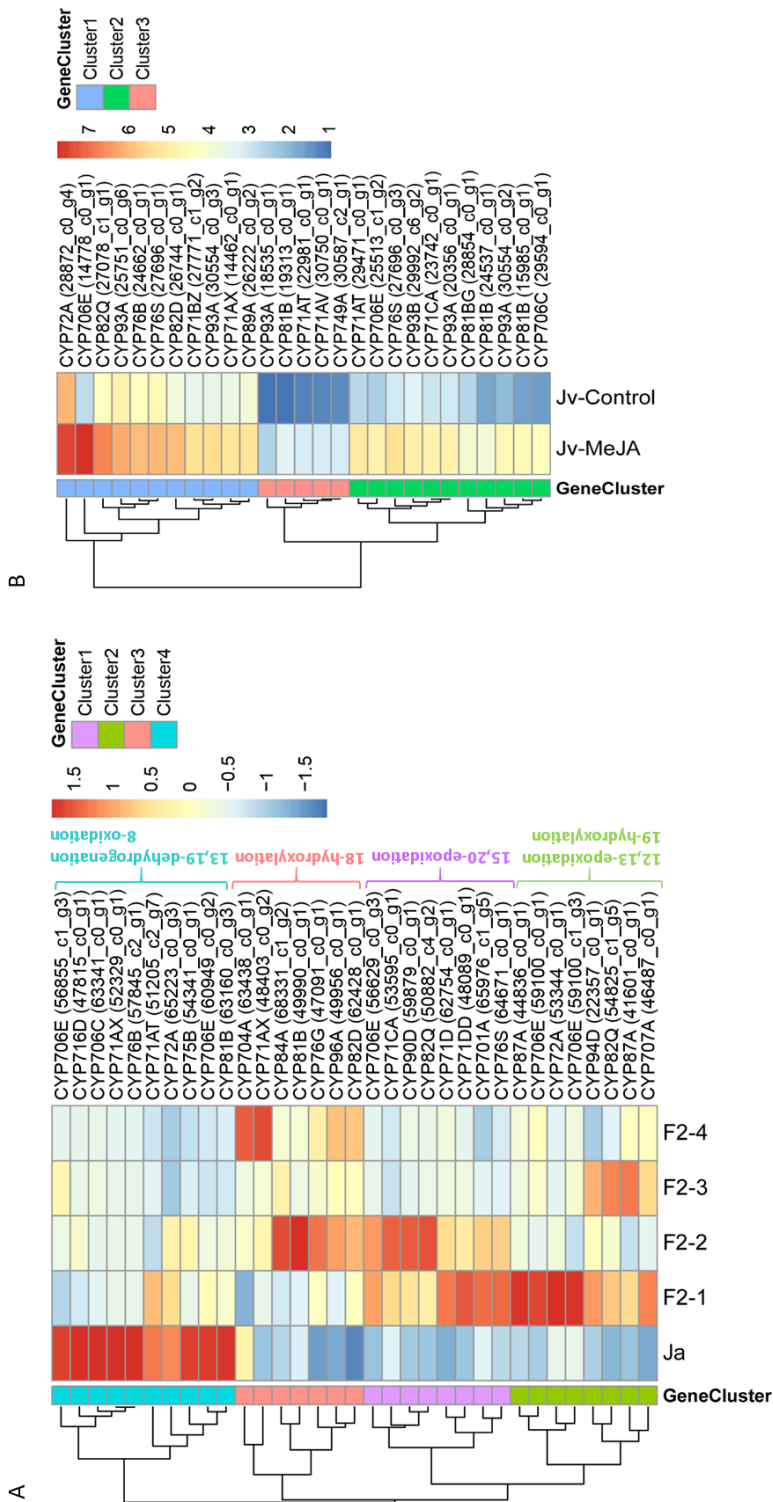 A
GeneCluster
Cluster1
Cluster2
Cluster3
Cluster4
1.5
1
0.5
0
−0.5
−1
−1.5
8-oxidation
13,19-dehydrogenation
18-hydroxylation
15,20-epoxidation
12,13-epoxidation
19-hydroxylation
CYP706E (56855_c1_g3)
CYP716D (47815_c0_g1)
CYP706C (63341_c0_g1)
CYP71AX (52329_c0_g1)
CYP76B (57845_c2_g1)
CYP71AT (51205_c2_g7)
CYP72A (65223_c0_g3)
CYP75B (54341_c0_g1)
CYP706E (60949_c0_g2)
CYP81B (63160_c0_g3)
CYP704A (63438_c0_g1)
CYP71AX (48403_c0_g2)
CYP84A (68331_c1_g2)
CYP81B (49990_c0_g1)
CYP76G (47091_c0_g1)
CYP96A (49956_c0_g1)
CYP82D (62428_c0_g1)
CYP706E (56629_c0_g3)
CYP71CA (53595_c0_g1)
CYP90D (59879_c0_g1)
CYP82Q (50882_c4_g2)
CYP71D (62754_c0_g1)
CYP71DD (48089_c0_g1)
CYP701A (65976_c1_g5)
CYP76S (64671_c0_g1)
CYP87A (44836_c0_g1)
CYP706E (59100_c0_g1)
CYP72A (53344_c0_g1)
CYP706E (59100_c1_g3)
CYP94D (22357_c0_g1)
CYP82Q (54825_c1_g5)
CYP87A (41601_c0_g1)
CYP707A (46487_c0_g1)
GeneCluster
Ja
F2-1
F2-2
F2-3
F2-4
B
GeneCluster
Cluster1
Cluster2
Cluster3
7
6
5
4
3
2
1
CYP72A (28872_c0_g4)
CYP706E (14778_c0_g1)
CYP82Q (27078_c1_g1)
CYP93A (25751_c0_g6)
CYP76B (24662_c0_g1)
CYP76S (27696_c0_g1)
CYP82D (26744_c0_g1)
CYP71BZ (27771_c1_g2)
CYP93A (30554_c0_g3)
CYP71AX (14462_c0_g1)
CYP89A (26222_c0_g2)
CYP93A (18535_c0_g1)
CYP81B (19313_c0_g1)
CYP71AT (22981_c0_g1)
CYP71AV (30750_c0_g1)
CYP749A (30587_c2_g1)
CYP71AT (29471_c0_g1)
CYP706E (25513_c1_g2)
CYP76S (27696_c0_g3)
CYP93B (29992_c6_g2)
CYP71CA (23742_c0_g1)
CYP93A (20356_c0_g1)
CYP81BG (28854_c0_g1)
CYP81B (24537_c0_g1)
CYP93A (30554_c0_g2)
CYP81B (15985_c0_g1)
CYP706C (29594_c0_g1)
GeneCluster
Jv-MeJA
Jv-Control